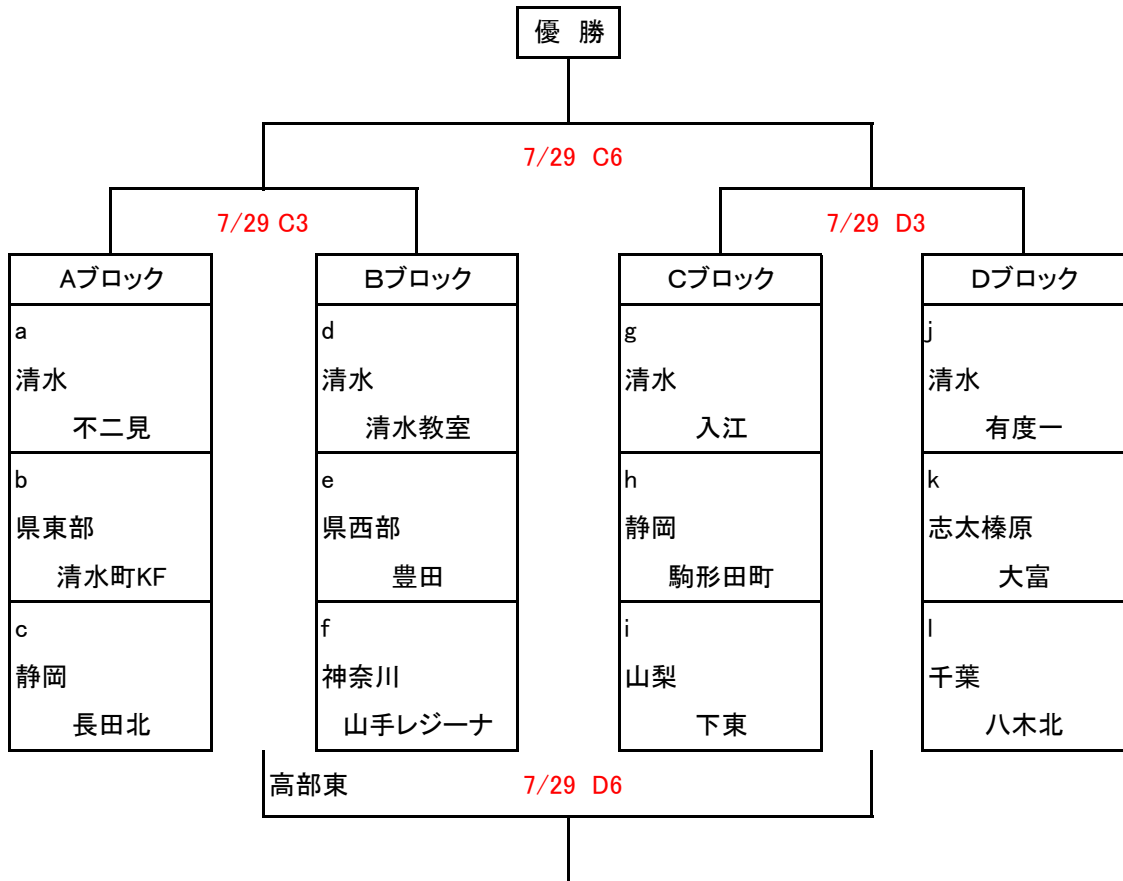 優 勝
7/29 C6
7/29 C3
7/29 D3
Aブロック
a
清水
不二見
b
県東部
清水町KF
c
静岡
長田北
Bブロック
d
清水
清水教室
e
県西部
豊田
f
神奈川
山手レジーナ
Cブロック
g
清水
入江
h
静岡
駒形田町
i
山梨
下東
Dブロック
j
清水
有度一
k
志太榛原
大富
l
千葉
八木北
高部東
7/29 D6